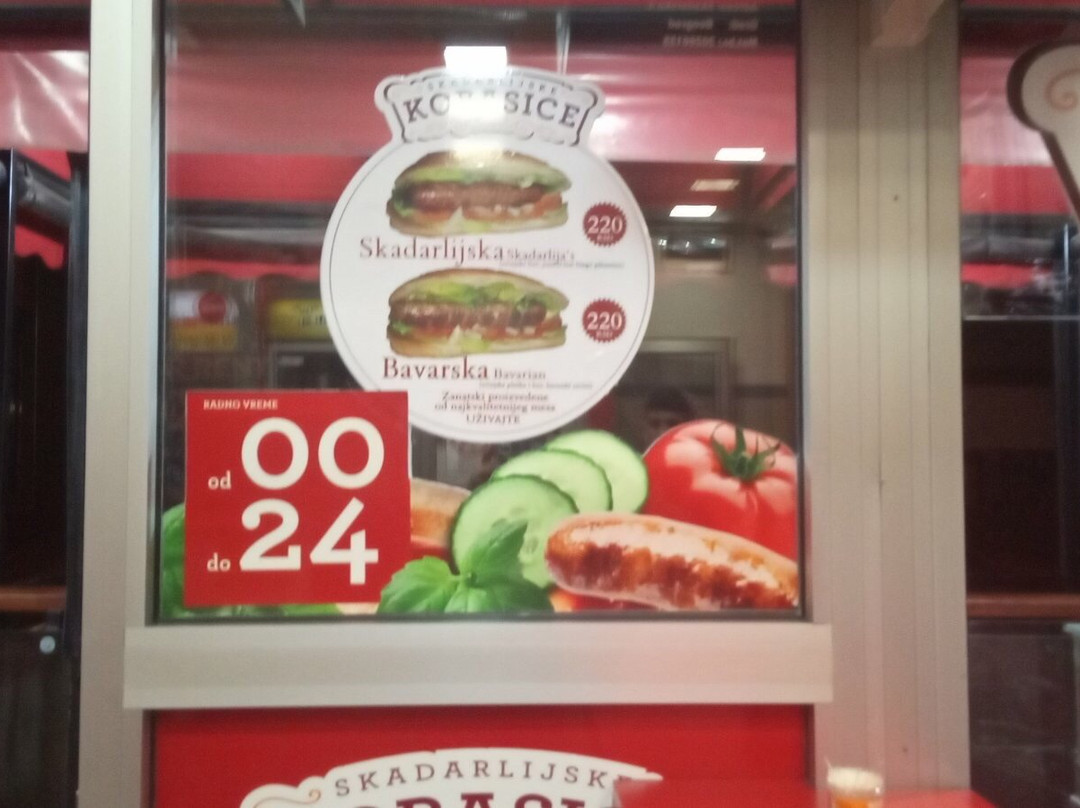 SKADARLIJSKE
KOBASICE
220
Skadarlijska Skadarlija's
220
Bavarska Bavarian
Zanatski proizvedene
od najkvalitetnijeg mesa
UŽIVAJTE
RADNO VREME
od 00
do 24
SKADARLIJSK